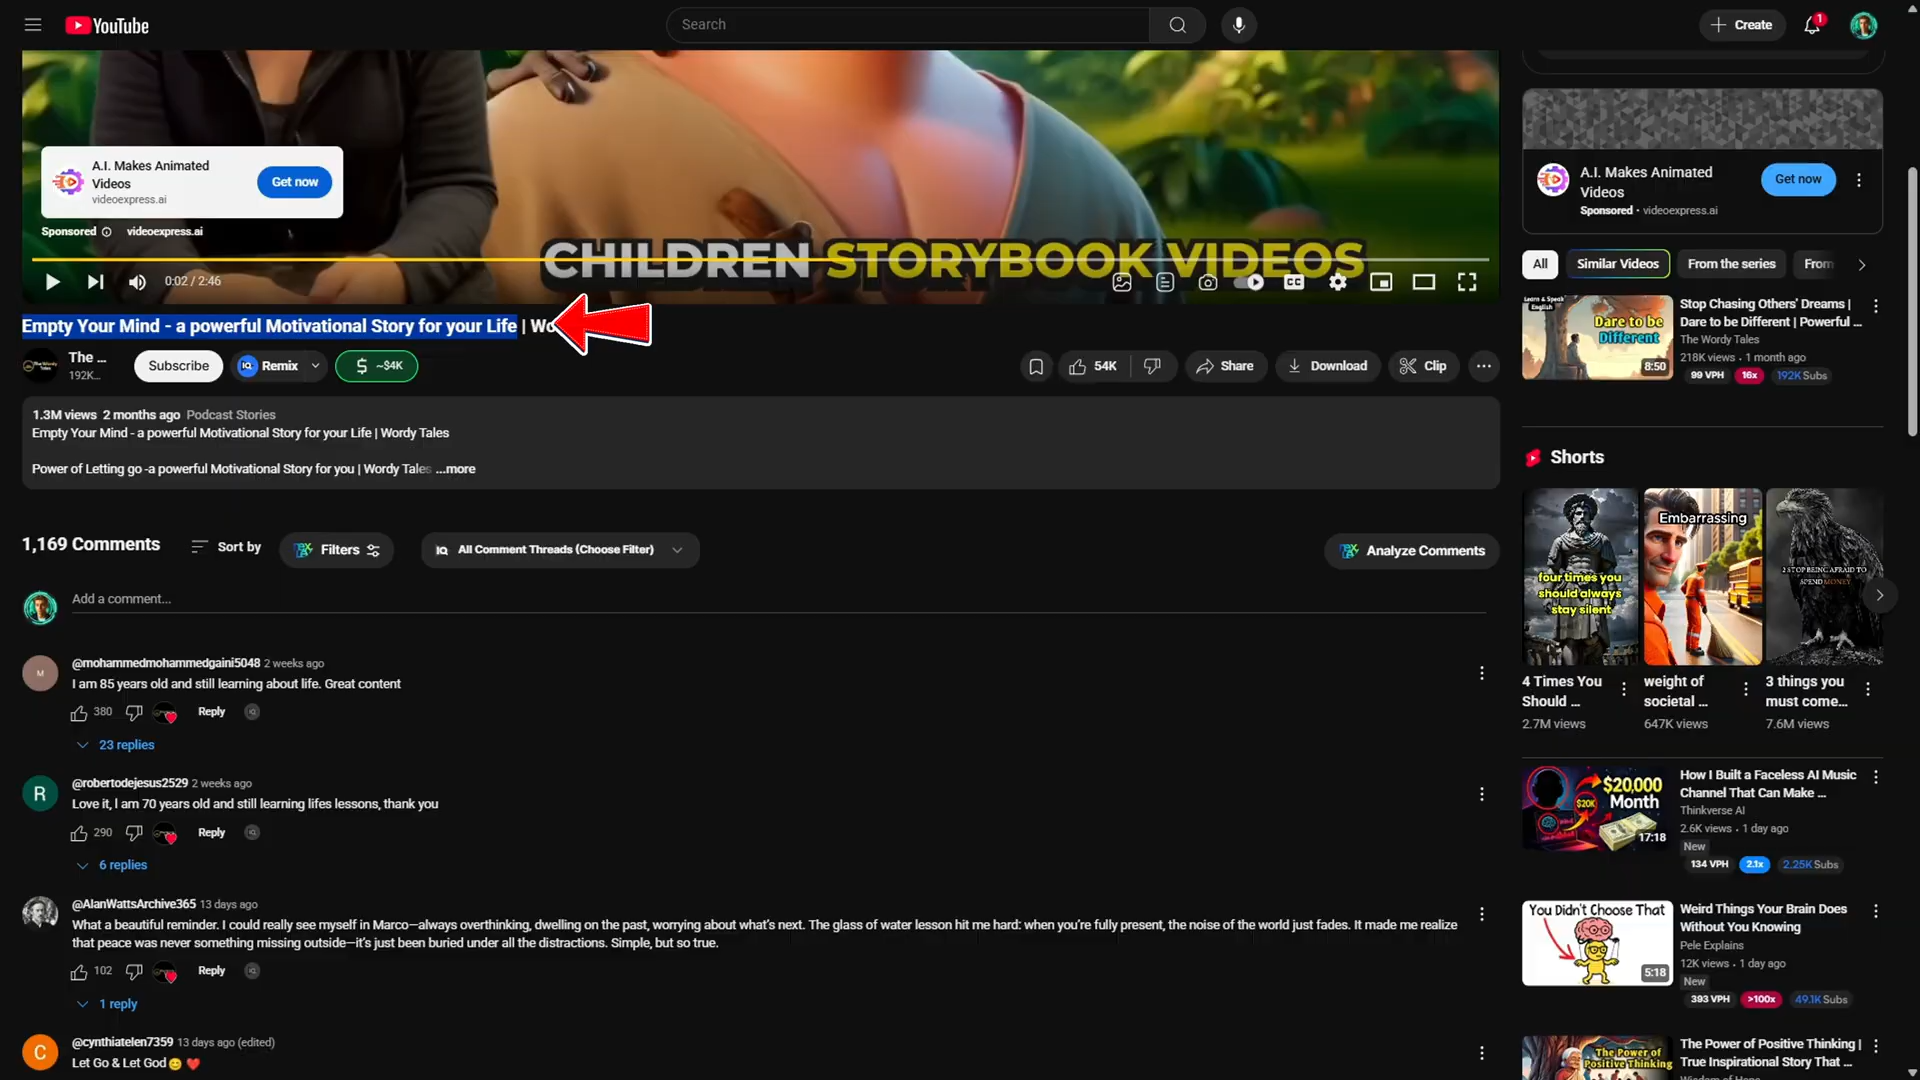 YouTube
Search
Create
1
A.I. Makes Animated
Videos
videoexpress.ai
Get now
Sponsored
videoexpress.ai
CHILDREN STORYBOOK VIDEOS
0:02 / 2:46
CC
Empty Your Mind - a powerful Motivational Story for your Life | Wo
The ...
192K...
Subscribe
IQ
Remix
$ ~$4K
54K
Share
Download
Clip
1.3M views 2 months ago Podcast Stories
Empty Your Mind - a powerful Motivational Story for your Life | Wordy Tales
Power of Letting go -a powerful Motivational Story for you | Wordy Tales ...more
1,169 Comments
Sort by
Filters
IQ
All Comment Threads (Choose Filter)
Analyze Comments
Add a comment...
M
@mohammedmohammedgaini5048 2 weeks ago
I am 85 years old and still learning about life. Great content
380
Reply
23 replies
R
@robertodejesus2529 2 weeks ago
Love it, I am 70 years old and still learning lifes lessons, thank you
290
Reply
6 replies
@AlanWattsArchive365 13 days ago
What a beautiful reminder. I could really see myself in Marco—always overthinking, dwelling on the past, worrying about what's next. The glass of water lesson hit me hard: when you're fully present, the noise of the world just fades. It made me realize
that peace was never something missing outside—it's just been buried under all the distractions. Simple, but so true.
102
Reply
1 reply
C
@cynthiatelen7359 13 days ago (edited)
Let Go & Let God😊 ❤️
A.I. Makes Animated
Videos
Sponsored · videoexpress.ai
Get now
All
Similar Videos
From the series
From
Learn & Speak
English
Dare to be
Different
8:50
Stop Chasing Others' Dreams |
Dare to be Different | Powerful ...
The Wordy Tales
218K views · 1 month ago
99 VPH
16x
192K Subs
Shorts
four times you
should always
stay silent
4 Times You
Should ...
2.7M views
Embarrassing
weight of
societal ...
647K views
2 STOP BEING AFRAID TO
SPEND MONEY
3 things you
must come...
7.6M views
$20,000
Month
$20K
17:18
How I Built a Faceless AI Music
Channel That Can Make ...
Thinkverse AI
2.6K views · 1 day ago
New
134 VPH
2.1x
2.25K Subs
You Didn't Choose That
5:18
Weird Things Your Brain Does
Without You Knowing
Pele Explains
12K views · 1 day ago
New
393 VPH
>100x
49.1K Subs
The Power of
Positive Thinking
The Power of Positive Thinking |
True Inspirational Story That ...
Wisdom of Hope